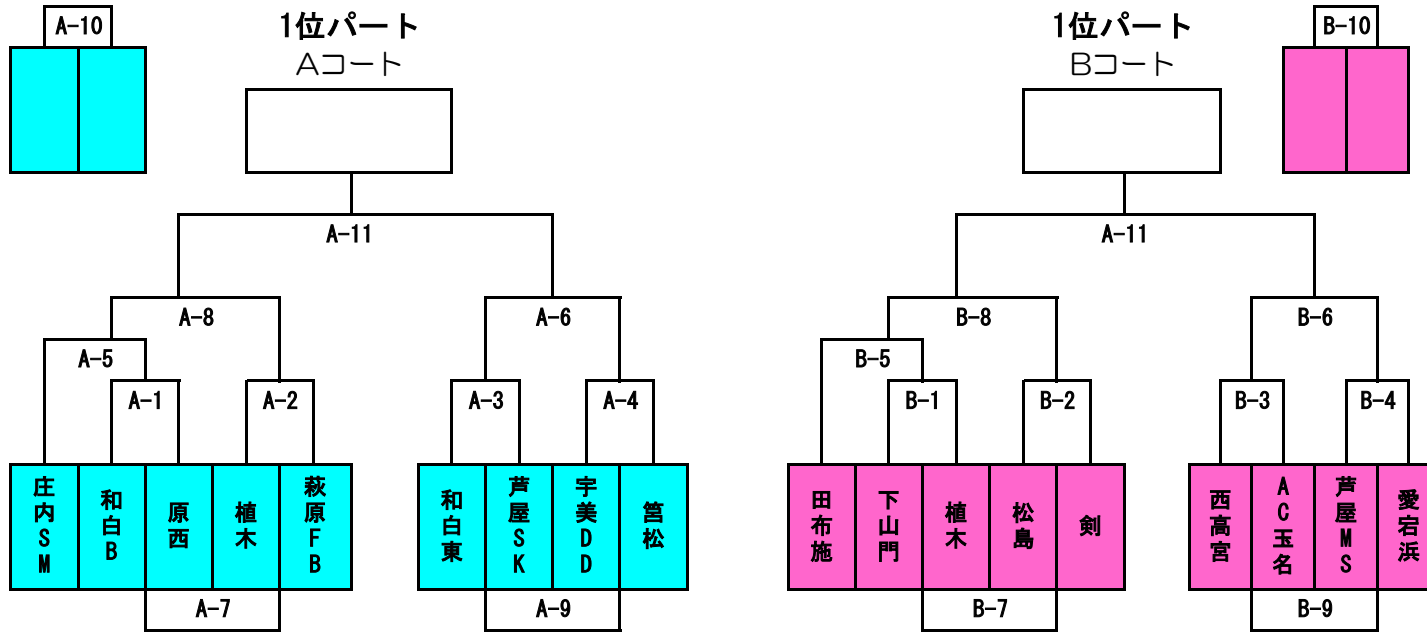 A-10
1位パート
Aコート
1位パート
Bコート
B-10
A-11
A-11
A-8
A-6
B-8
B-6
A-5
B-5
A-1
A-2
A-3
A-4
B-1
B-2
B-3
B-4
庄内SM
和白B
原西
植木
萩原FB
和白東
芦屋SK
宇美DD
筥松
田布施
下山門
植木
松島
剣
西高宮
AC玉名
芦屋MS
愛宕浜
A-7
A-9
B-7
B-9